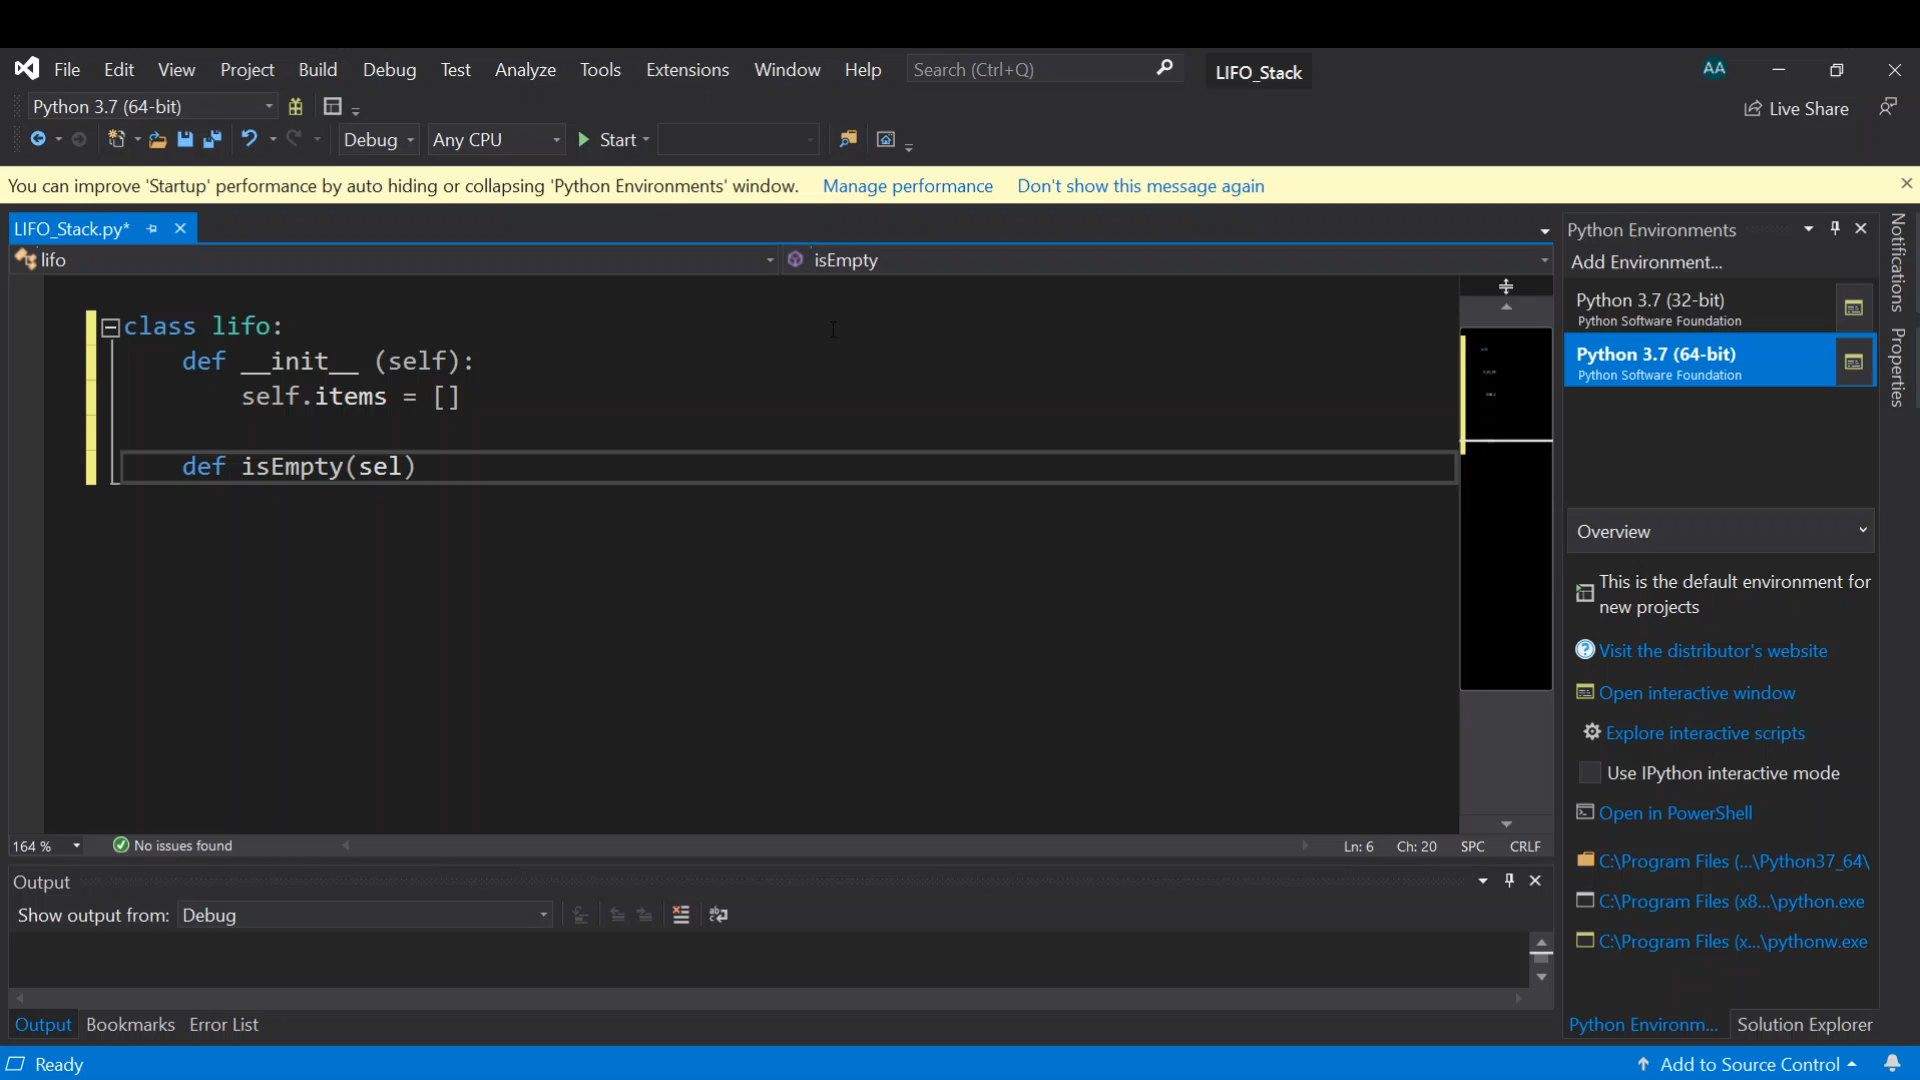 File Edit View Project Build Debug Test Analyze Tools Extensions Window Help Search (Ctrl+Q) LIFO_Stack AA
Python 3.7 (64-bit) Live Share
Debug Any CPU Start
You can improve 'Startup' performance by auto hiding or collapsing 'Python Environments' window. Manage performance Don't show this message again
LIFO_Stack.py*
lifo isEmpty
class lifo:
def __init__ (self):
self.items = []
def isEmpty(sel)
164 % No issues found Ln: 6 Ch: 20 SPC CRLF
Output
Show output from: Debug
Output Bookmarks Error List
Python Environments
Add Environment...
Python 3.7 (32-bit)
Python Software Foundation
Python 3.7 (64-bit)
Python Software Foundation
Overview
This is the default environment for
new projects
Visit the distributor's website
Open interactive window
Explore interactive scripts
Use IPython interactive mode
Open in PowerShell
C:\Program Files (...\Python37_64\
C:\Program Files (x8...\python.exe
C:\Program Files (x...\pythonw.exe
Python Environm... Solution Explorer
Notifications
Properties
Ready Add to Source Control